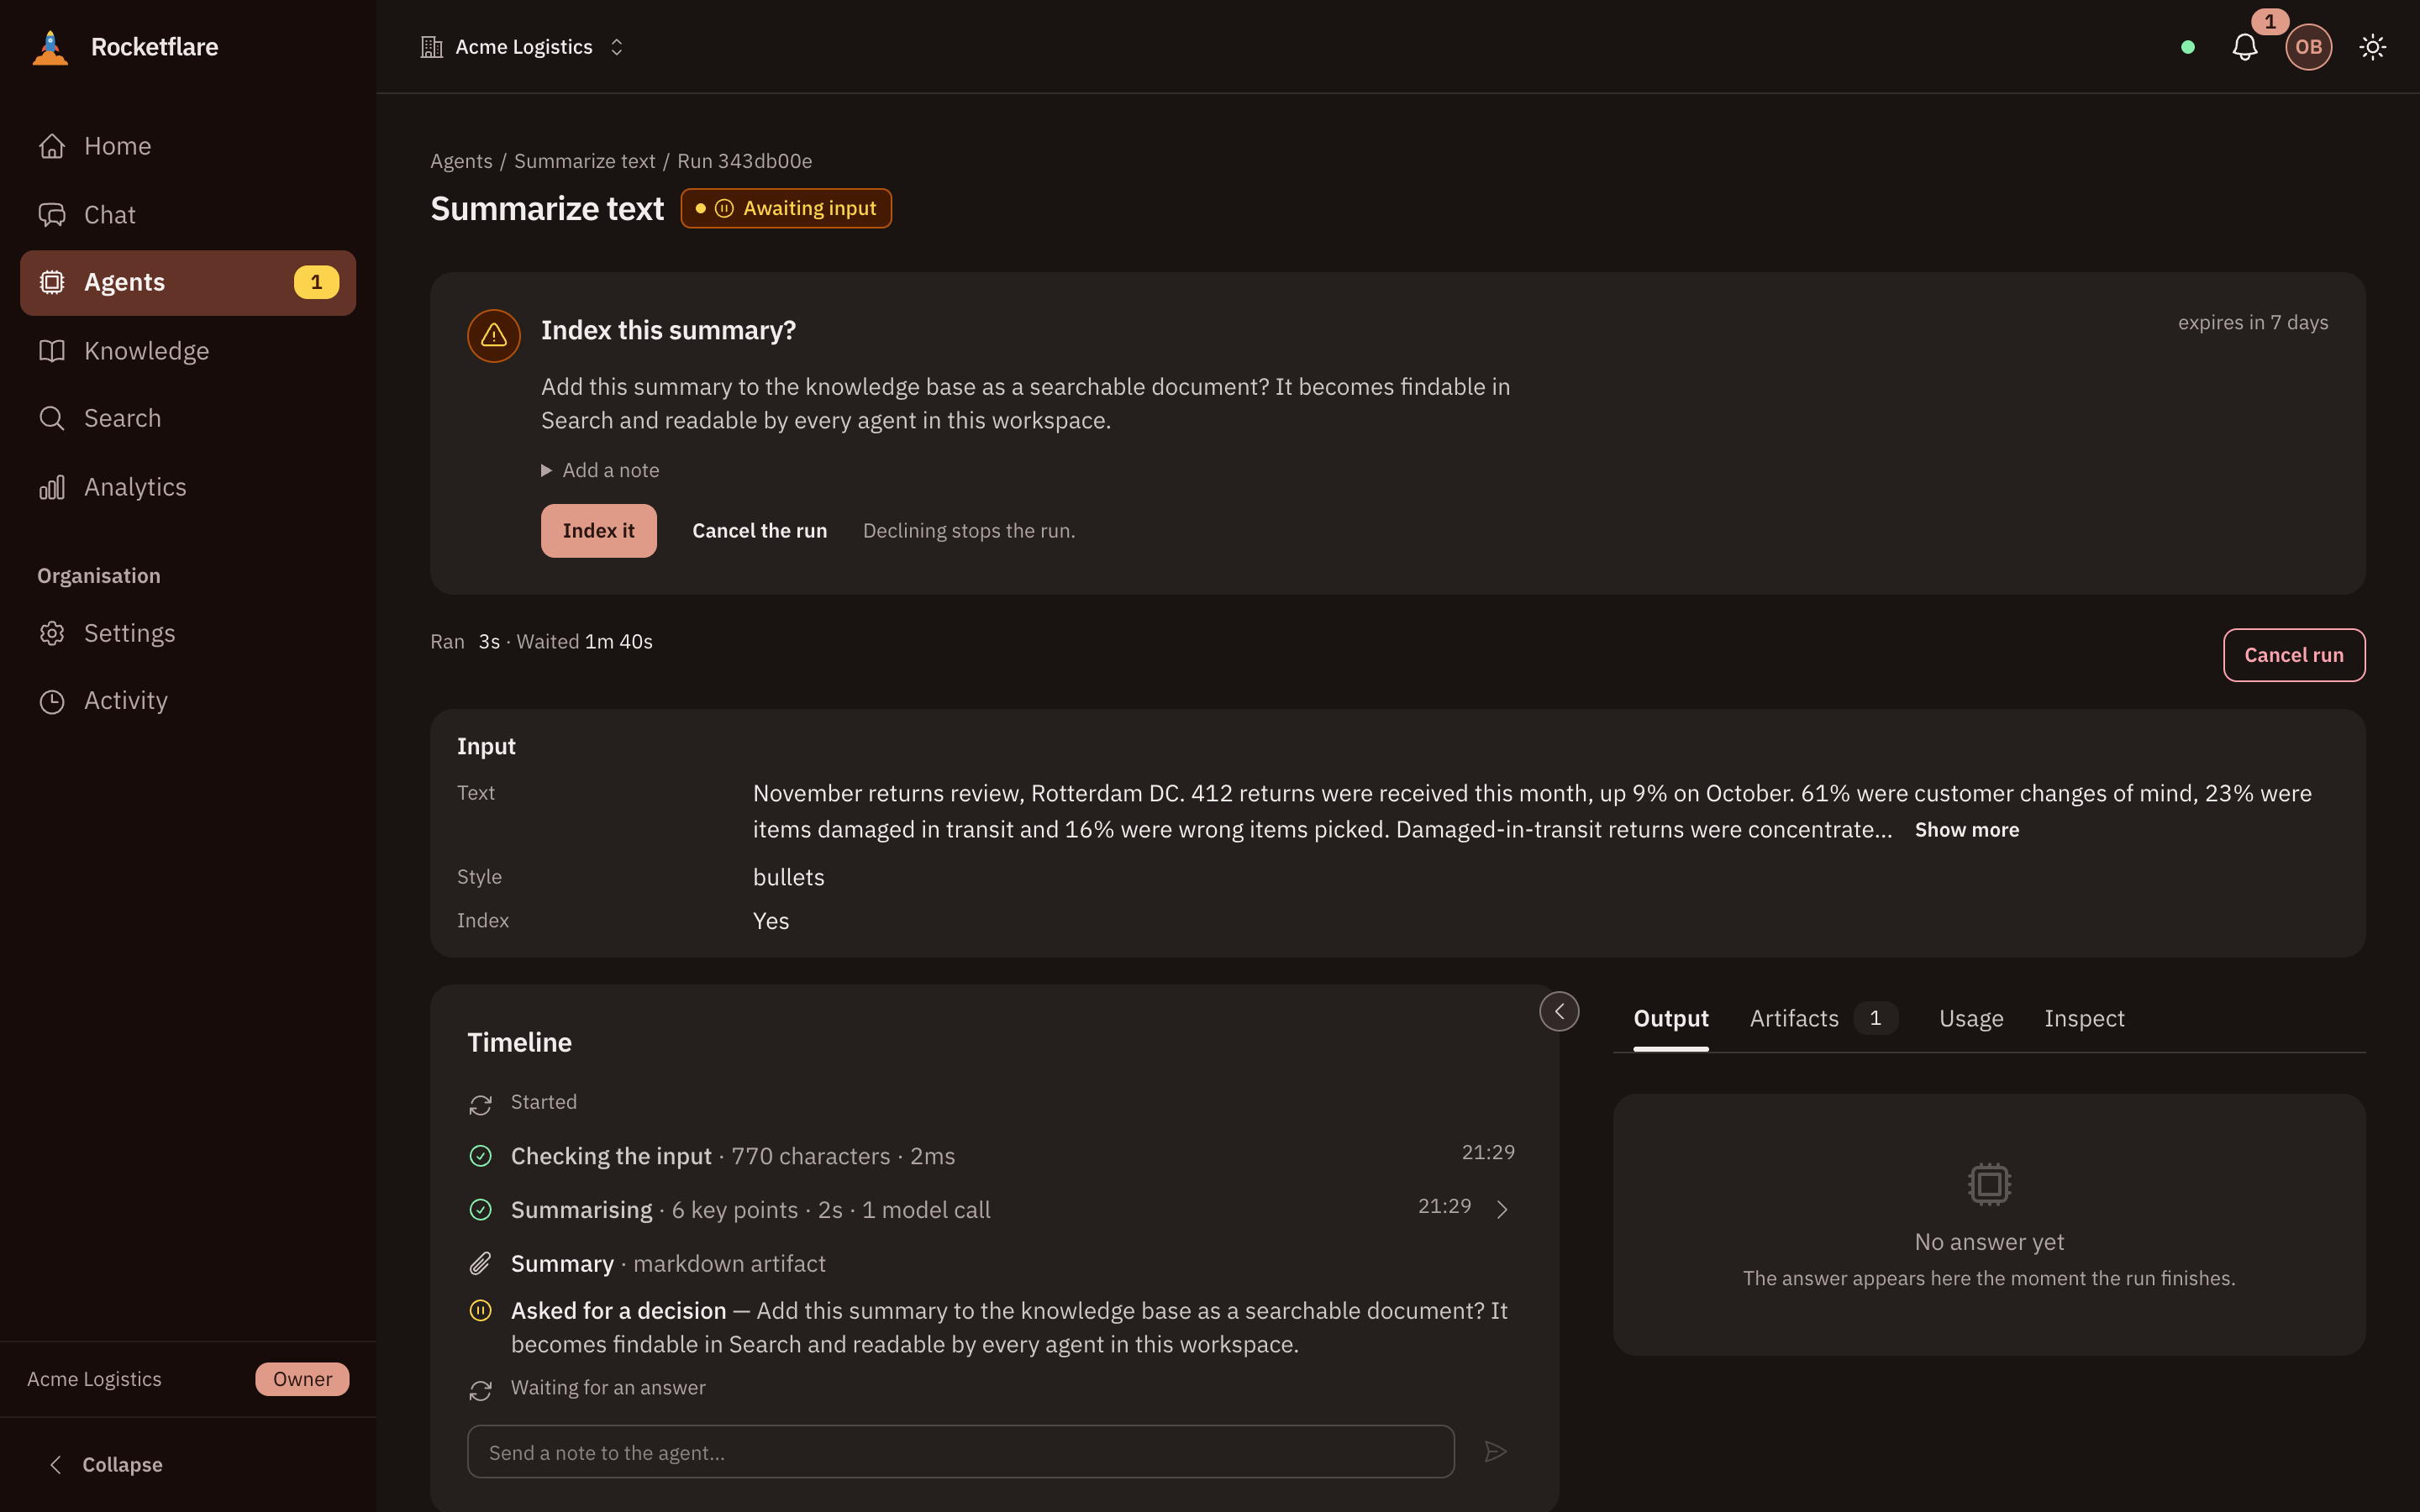 Rocketflare
Acme Logistics
1
OB
Home
Chat
Agents
1
Knowledge
Search
Analytics
Organisation
Settings
Activity
Acme Logistics
Owner
Collapse
Agents / Summarize text / Run 343db00e
Summarize text
Awaiting input
Index this summary?
expires in 7 days
Add this summary to the knowledge base as a searchable document? It becomes findable in
Search and readable by every agent in this workspace.
Add a note
Index it
Cancel the run
Declining stops the run.
Ran 3s · Waited 1m 40s
Cancel run
Input
Text
November returns review, Rotterdam DC. 412 returns were received this month, up 9% on October. 61% were customer changes of mind, 23% were
items damaged in transit and 16% were wrong items picked. Damaged-in-transit returns were concentrate… Show more
Style
bullets
Index
Yes
Timeline
Started
Checking the input · 770 characters · 2ms
21:29
Summarising · 6 key points · 2s · 1 model call
21:29
Summary · markdown artifact
Asked for a decision — Add this summary to the knowledge base as a searchable document? It
becomes findable in Search and readable by every agent in this workspace.
Waiting for an answer
Send a note to the agent…
Output
Artifacts
1
Usage
Inspect
No answer yet
The answer appears here the moment the run finishes.